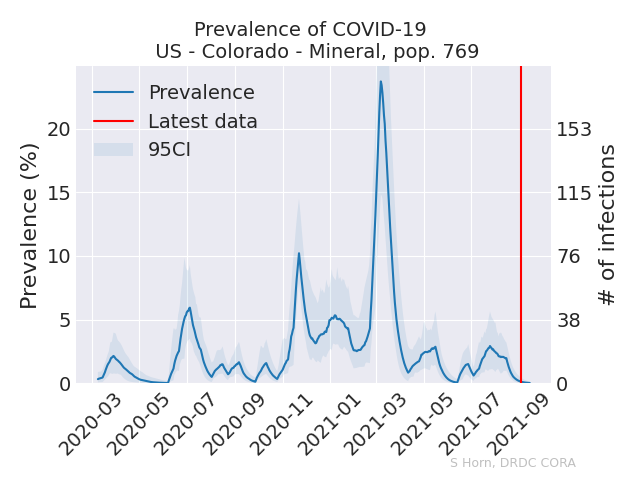 Prevalence of COVID-19
US - Colorado - Mineral, pop. 769
Prevalence
Latest data
95CI
Prevalence (%)
20
15
10
5
0
153
115
76
38
0
# of infections
2020-03
2020-05
2020-07
2020-09
2020-11
2021-01
2021-03
2021-05
2021-07
2021-09
S Horn, DRDC CORA